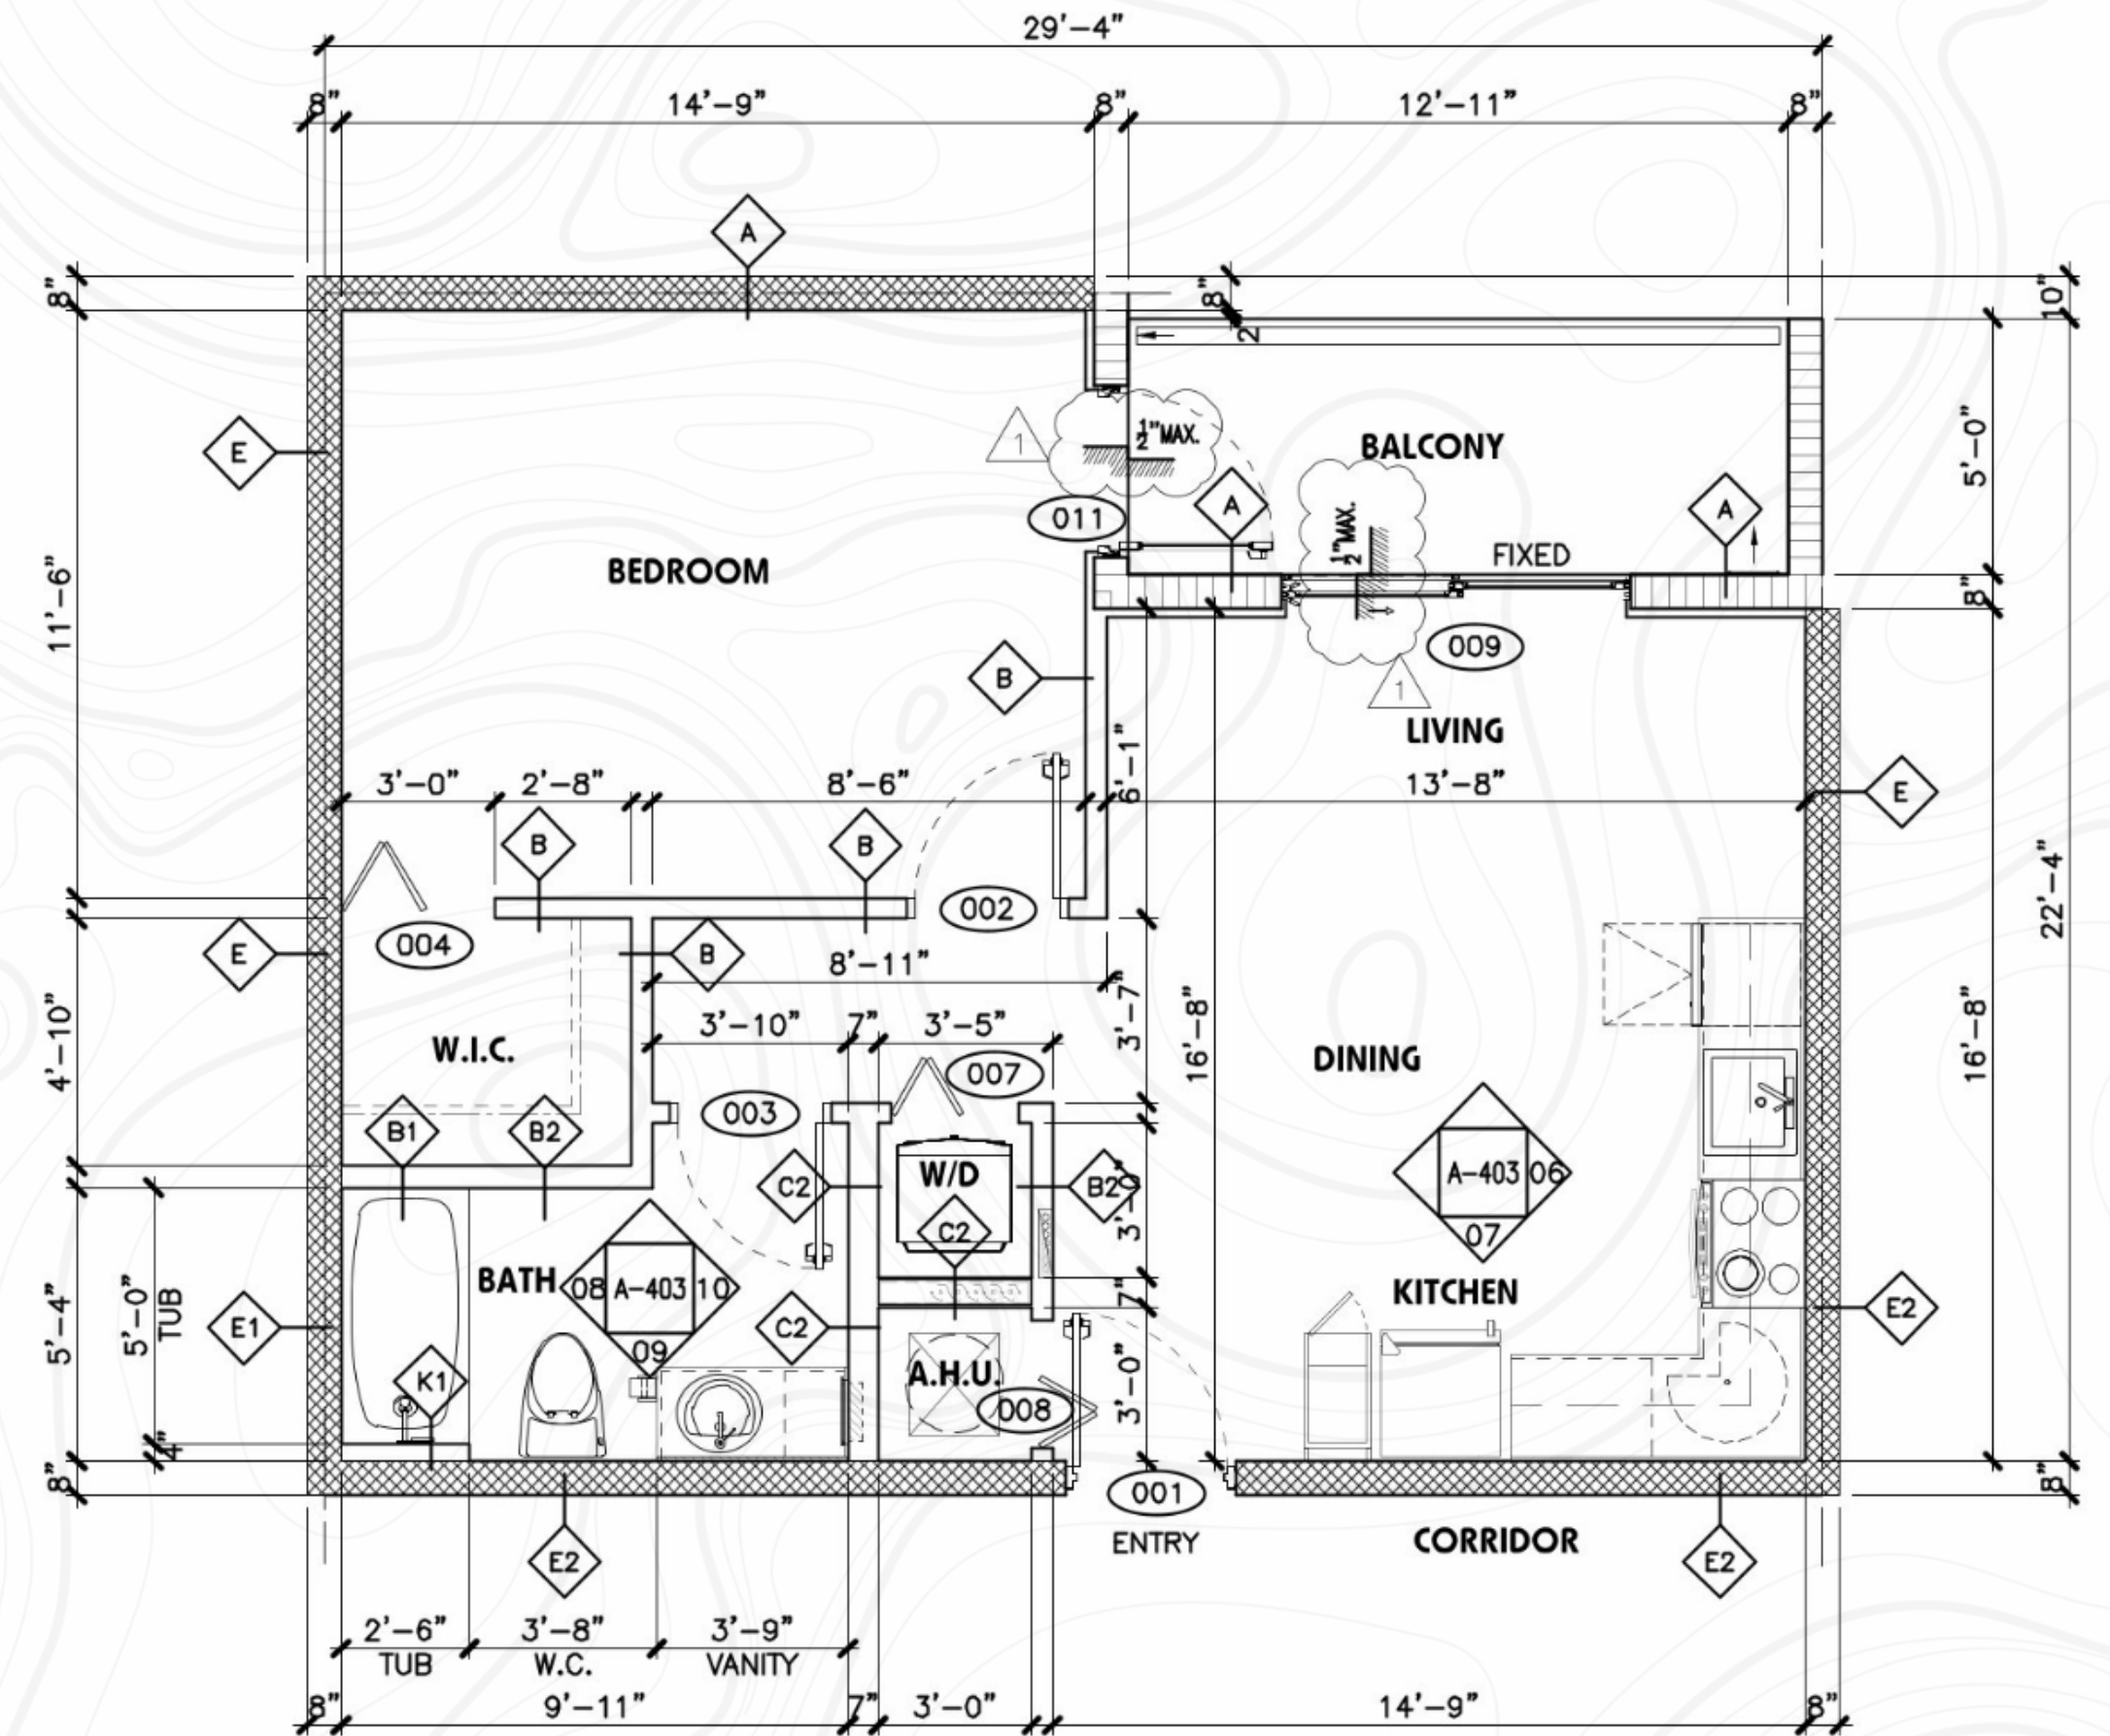 29'-4"
8" 14'-9" 8" 12'-11" 8"
A
8" 8" 10"
2
1/2"MAX.
1
BALCONY
5'-0"
E
011
A
1/2"MAX.
A
FIXED
BEDROOM
11'-6"
8"
009
1
B
LIVING
6'-1"
3'-0" 2'-8" 8'-6" 13'-8"
E
B
B
22'-4"
002
004
E
B
8'-11"
3'-7"
3'-10" 7" 3'-5"
4'-10"
W.I.C.
16'-8"
16'-8"
DINING
007
003
B1
B2
C2
W/D
B2
3'-0"
A-403 06
07
C2
BATH
08 A-403 10
09
7"
KITCHEN
E2
E1
C2
5'-4"
5'-0"
TUB
K1
A.H.U.
008
3'-0"
4"
8"
8"
001
ENTRY
CORRIDOR
E2
E2
2'-6" 3'-8" 3'-9"
TUB W.C. VANITY
8" 9'-11" 7" 3'-0" 14'-9" 8"